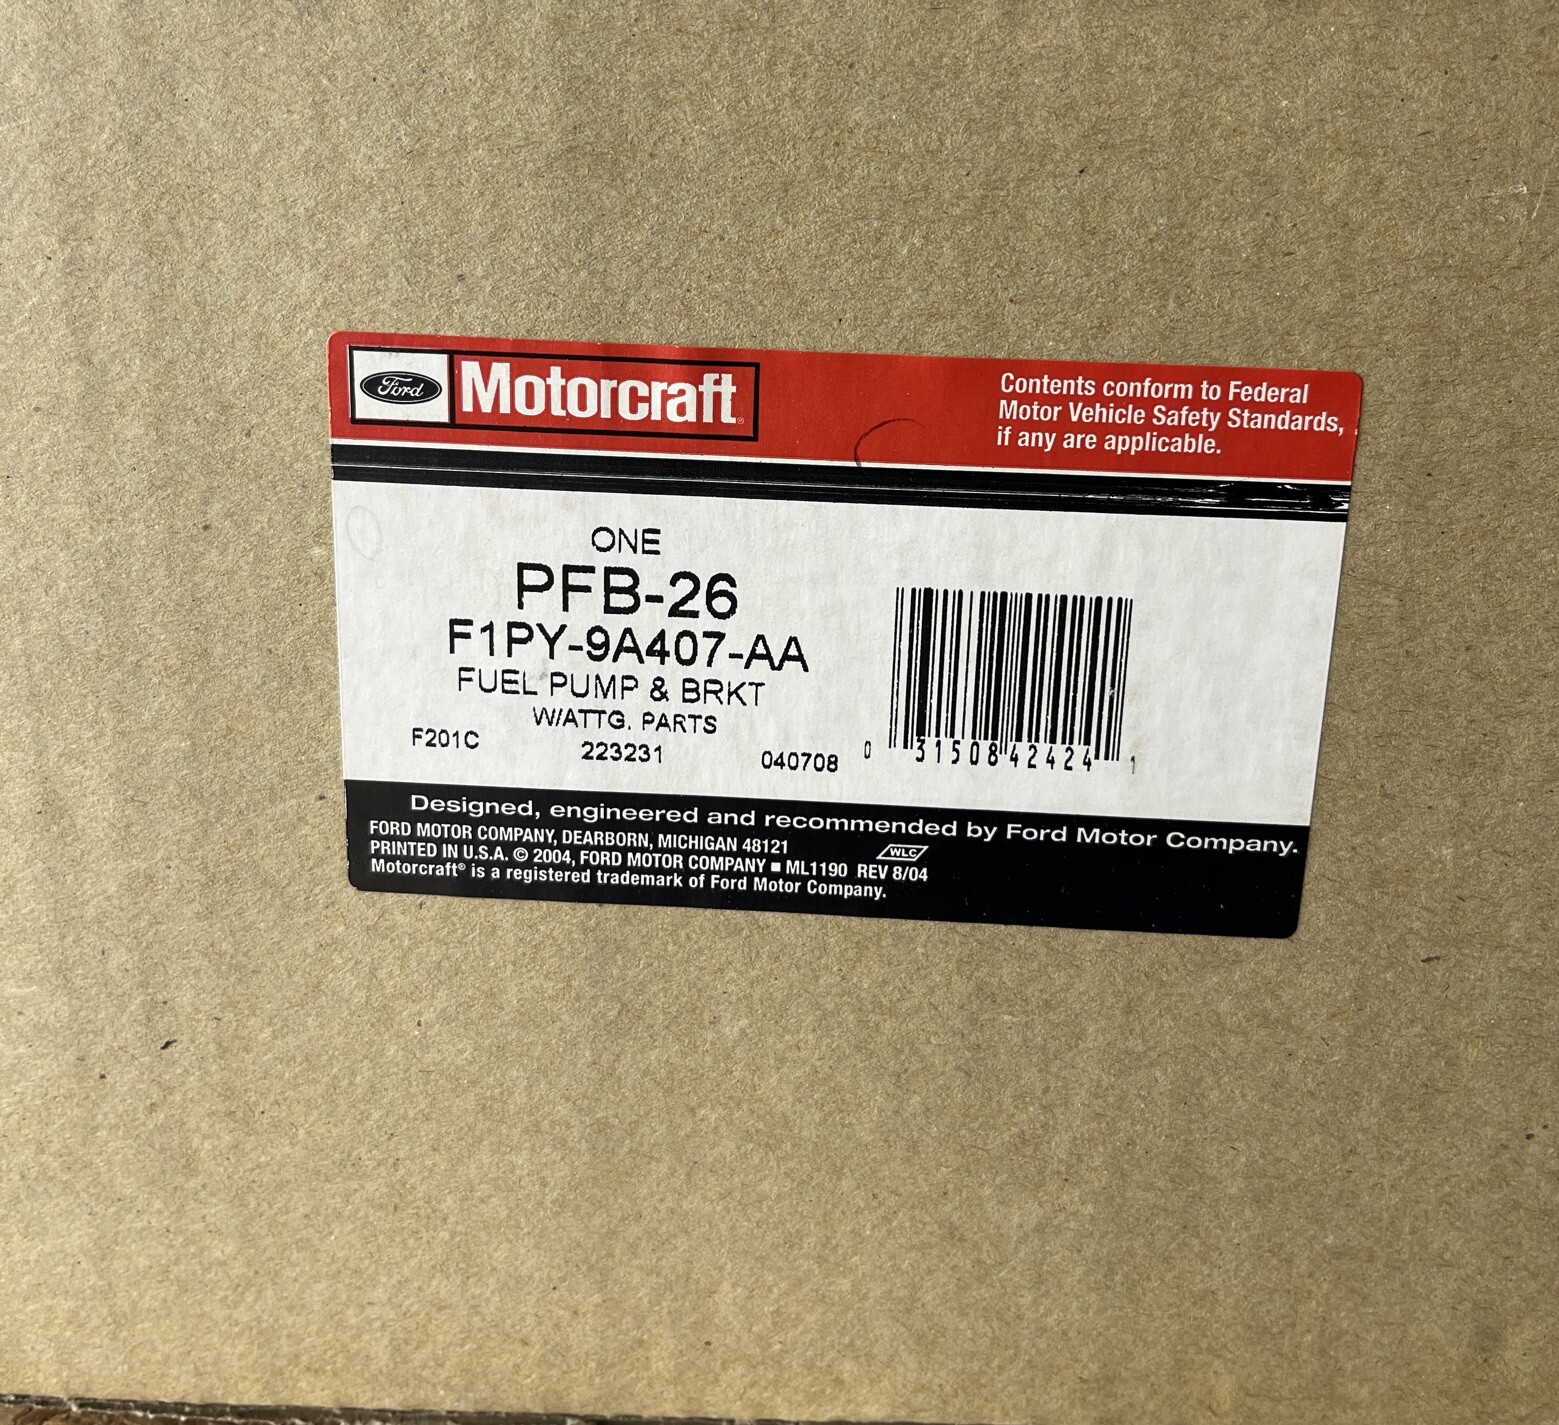 Ford Motorcraft®
Contents conform to Federal
Motor Vehicle Safety Standards,
if any are applicable.
ONE
PFB-26
F1PY-9A407-AA
FUEL PUMP & BRKT
W/ATTG. PARTS
F201C 223231 040708
0 31508 42424 1
Designed, engineered and recommended by Ford Motor Company.
FORD MOTOR COMPANY, DEARBORN, MICHIGAN 48121
WLC
PRINTED IN U.S.A. © 2004, FORD MOTOR COMPANY ■ ML1190 REV 8/04
Motorcraft® is a registered trademark of Ford Motor Company.